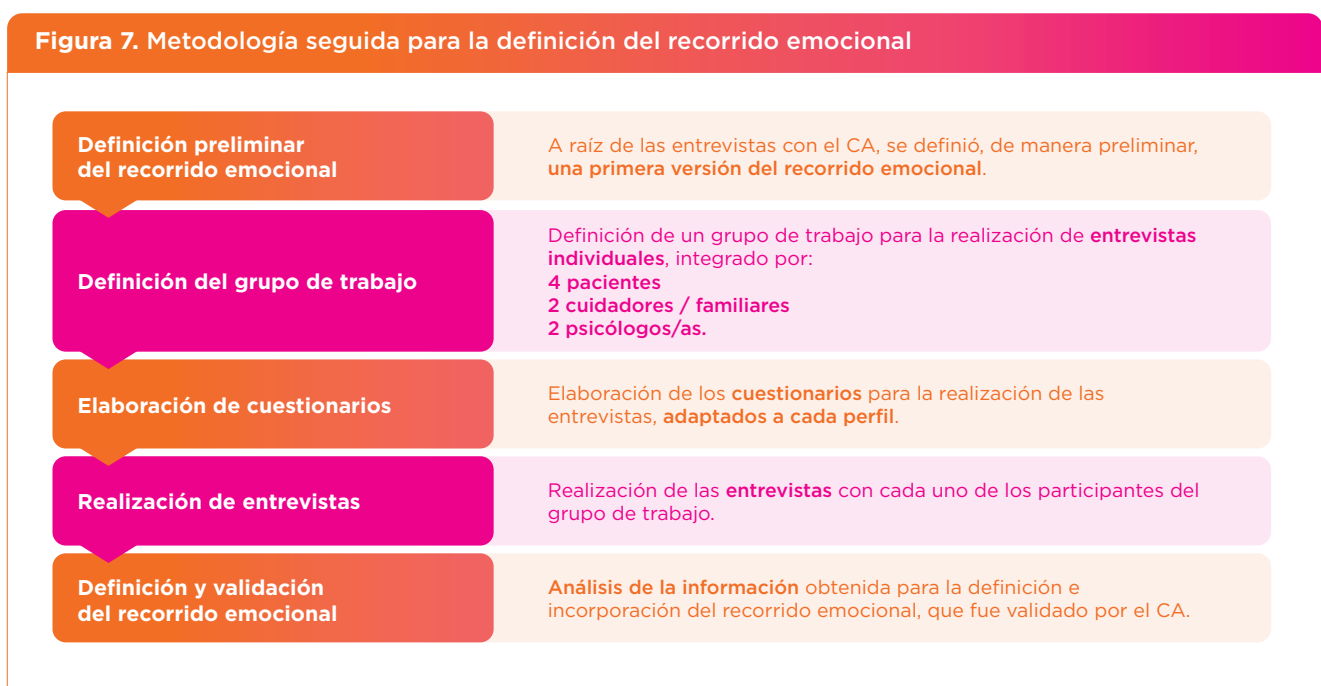 Figura 7. Metodología seguida para la definición del recorrido emocional
Definición preliminar
del recorrido emocional
A raíz de las entrevistas con el CA, se definió, de manera preliminar,
una primera versión del recorrido emocional.
Definición del grupo de trabajo
Definición de un grupo de trabajo para la realización de entrevistas
individuales, integrado por:
4 pacientes
2 cuidadores / familiares
2 psicólogos/as.
Elaboración de cuestionarios
Elaboración de los cuestionarios para la realización de las
entrevistas, adaptados a cada perfil.
Realización de entrevistas
Realización de las entrevistas con cada uno de los participantes del
grupo de trabajo.
Definición y validación
del recorrido emocional
Análisis de la información obtenida para la definición e
incorporación del recorrido emocional, que fue validado por el CA.